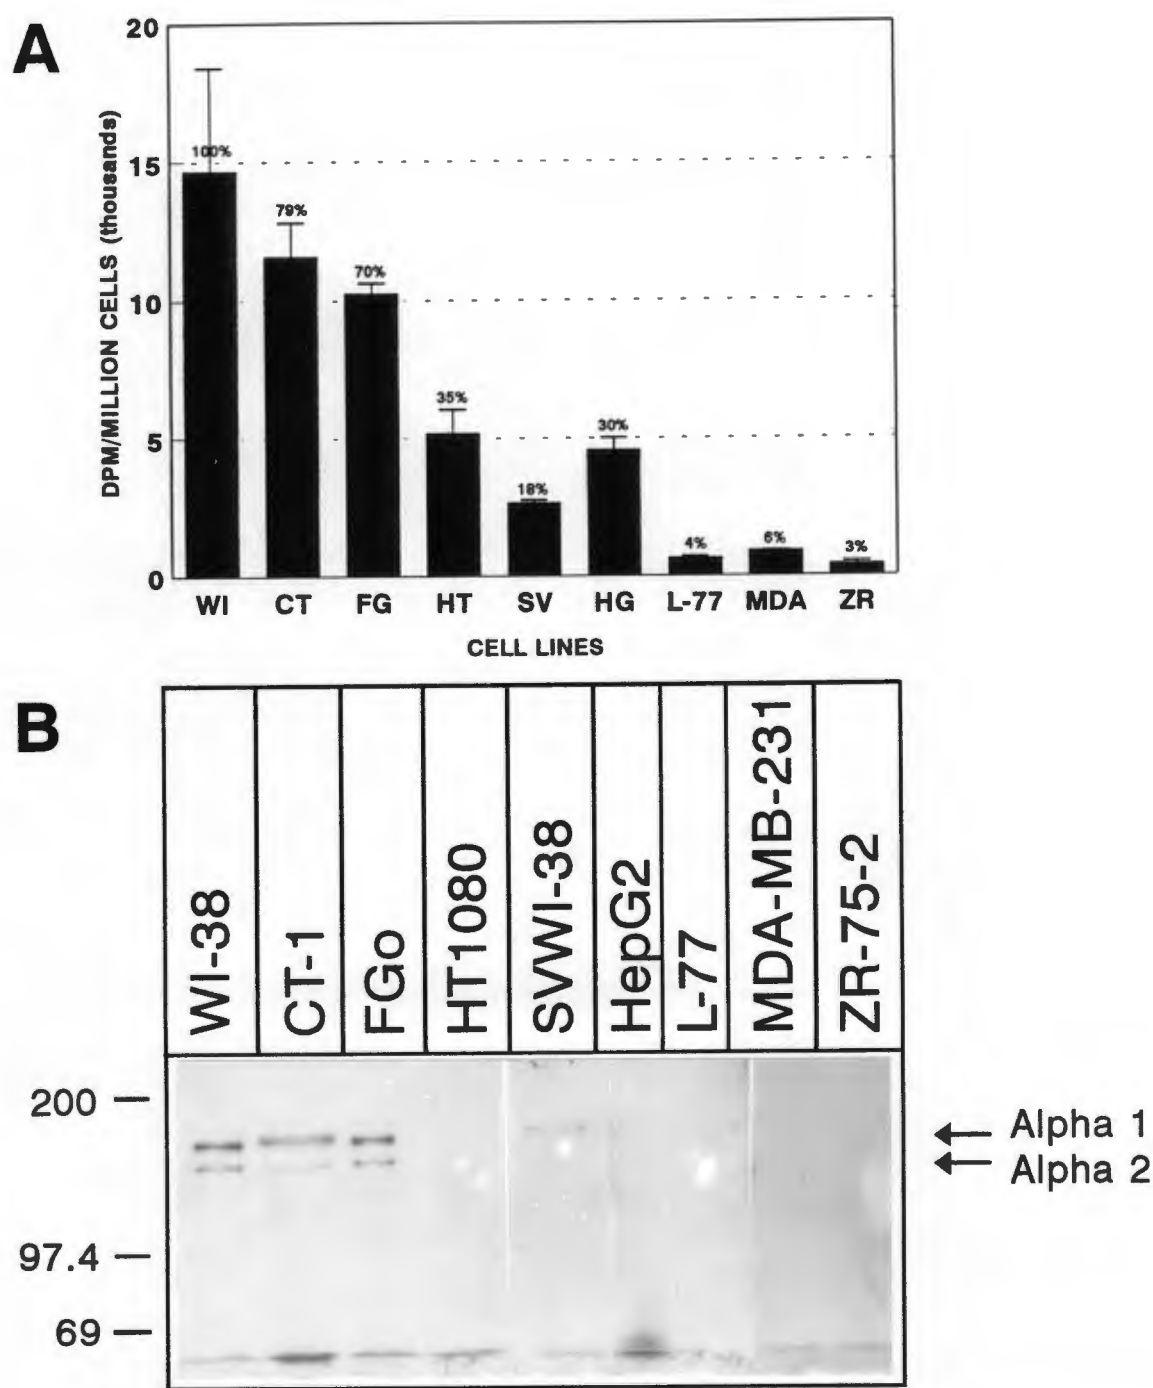 A
20
15
10
5
0
DPM/MILLION CELLS (thousands)
100%
79%
70%
35%
18%
30%
4%
6%
3%
WI CT FG HT SV HG L-77 MDA ZR
CELL LINES
B
WI-38
CT-1
FGo
HT1080
SVWI-38
HepG2
L-77
MDA-MB-231
ZR-75-2
200
97.4
69
Alpha 1
Alpha 2